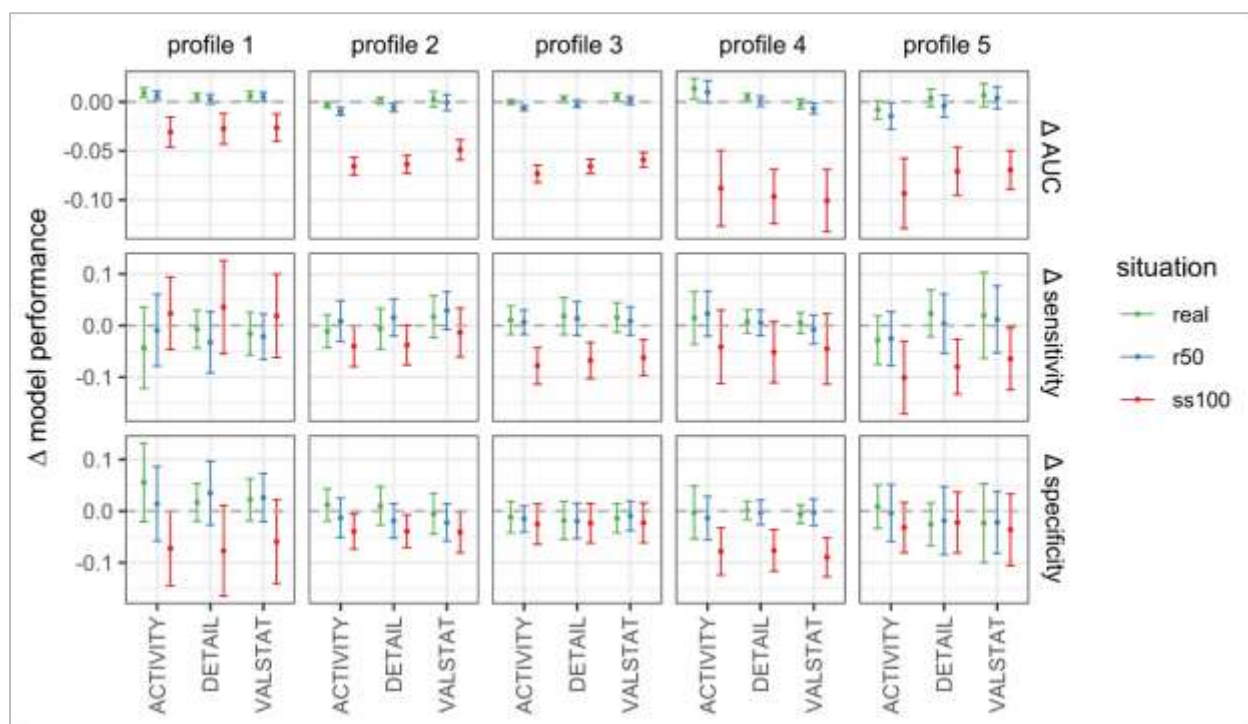 profile 1 profile 2 profile 3 profile 4 profile 5
0.00
-0.05
-0.10
Δ AUC
0.1
0.0
-0.1
Δ sensitivity
0.1
0.0
-0.1
Δ specificity
Δ model performance
ACTIVITY DETAIL VALSTAT ACTIVITY DETAIL VALSTAT ACTIVITY DETAIL VALSTAT ACTIVITY DETAIL VALSTAT ACTIVITY DETAIL VALSTAT
situation
real
r50
ss100